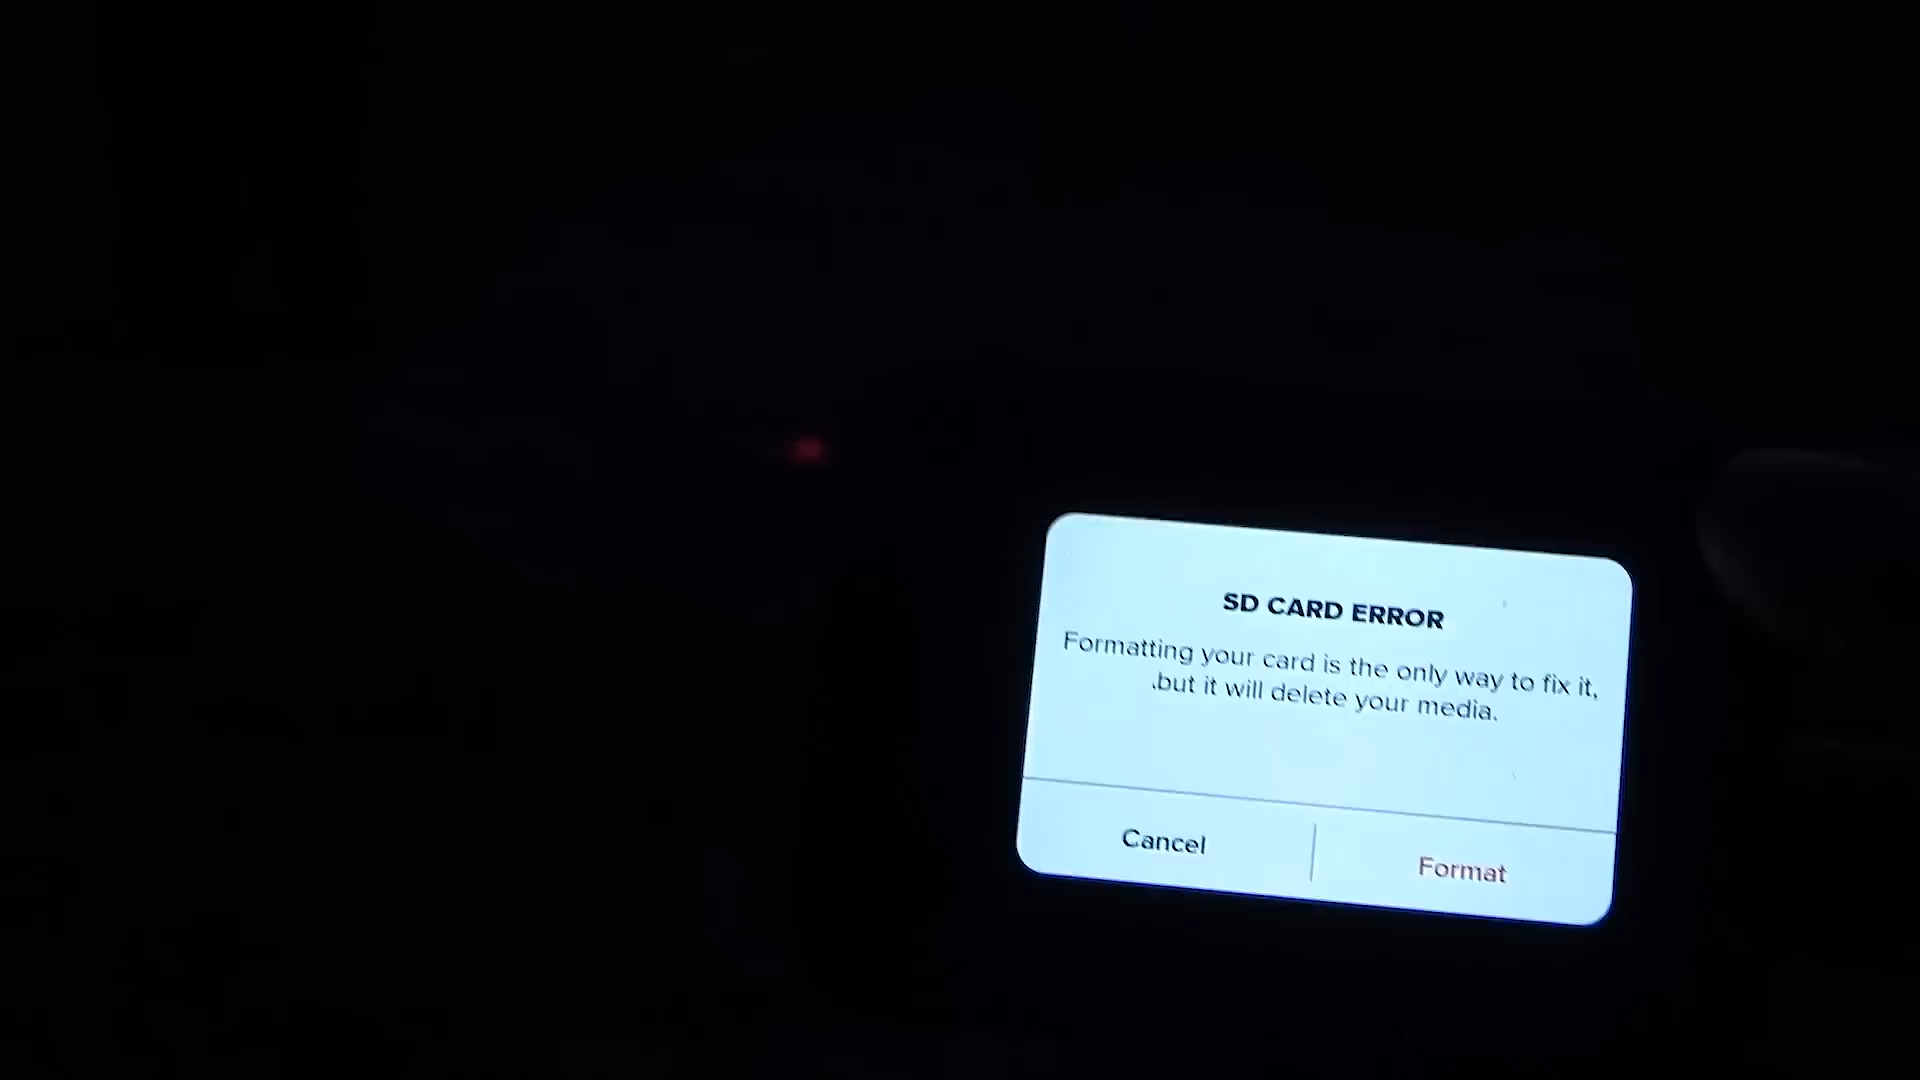 SD CARD ERROR
Formatting your card is the only way to fix it,
.but it will delete your media.
Cancel
Format